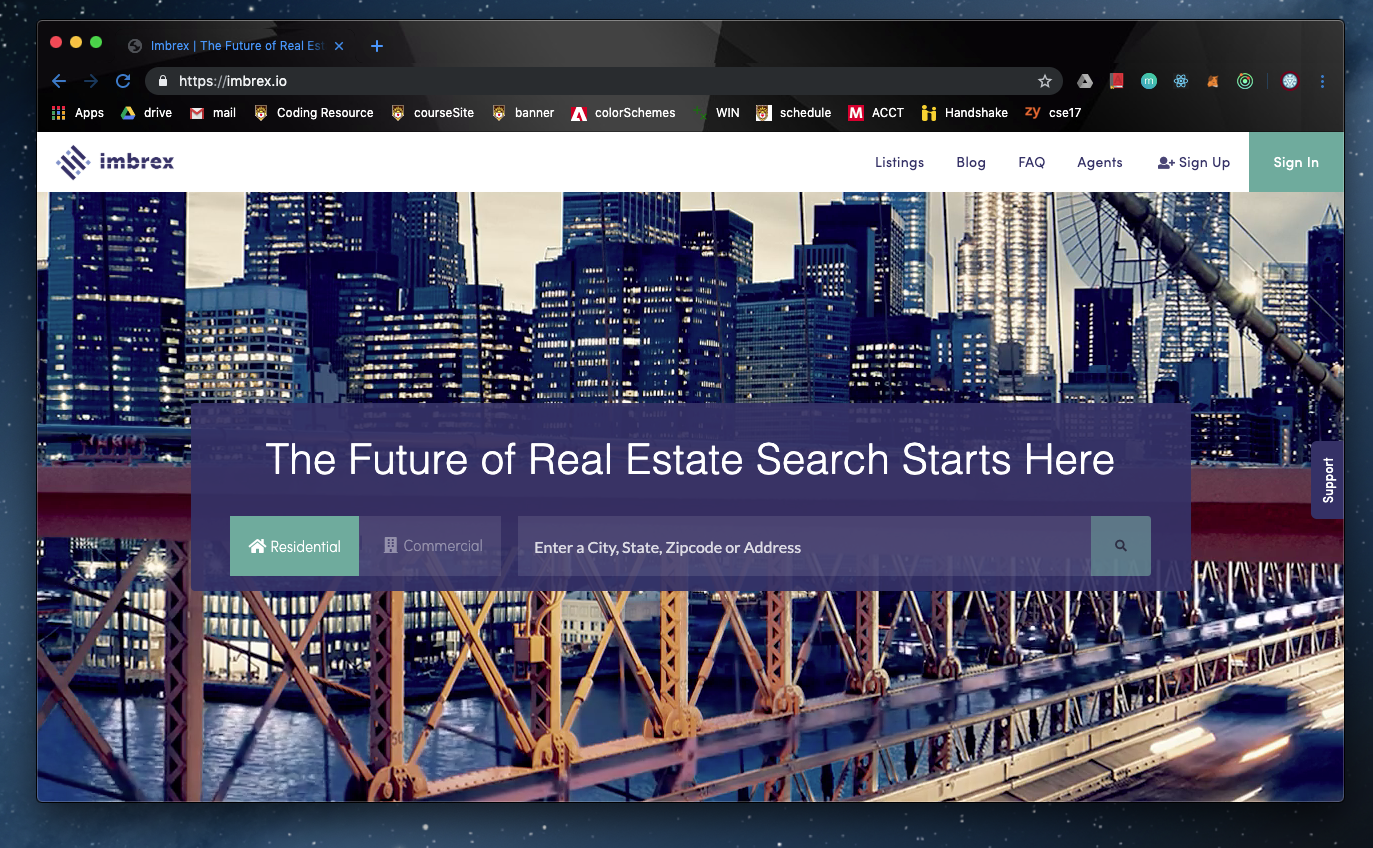 Imbrex | The Future of Real Est
https://imbrex.io
m
Apps drive mail Coding Resource courseSite banner colorSchemes WIN schedule M ACCT Handshake zy cse17
imbrex Listings Blog FAQ Agents Sign Up Sign In
The Future of Real Estate Search Starts Here
Support
Residential Commercial Enter a City, State, Zipcode or Address